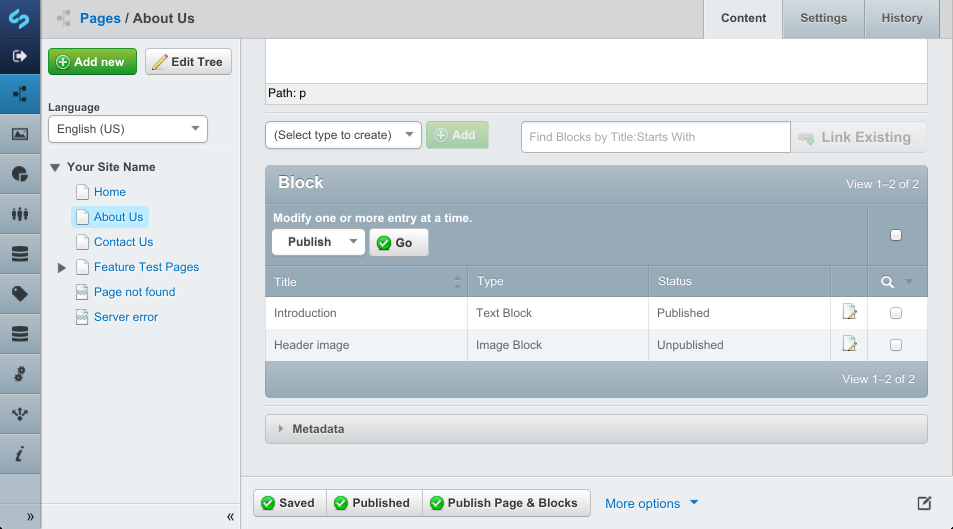 Pages / About Us
Content
Settings
History
Add new
Edit Tree
Language
English (US)
Your Site Name
Home
About Us
Contact Us
Feature Test Pages
Page not found
Server error
»
«
Path: p
(Select type to create)
Add
Find Blocks by Title:Starts With
Link Existing
Block
View 1–2 of 2
Modify one or more entry at a time.
Publish
Go
Title
Type
Status
Introduction
Text Block
Published
Header image
Image Block
Unpublished
View 1–2 of 2
Metadata
Saved
Published
Publish Page & Blocks
More options